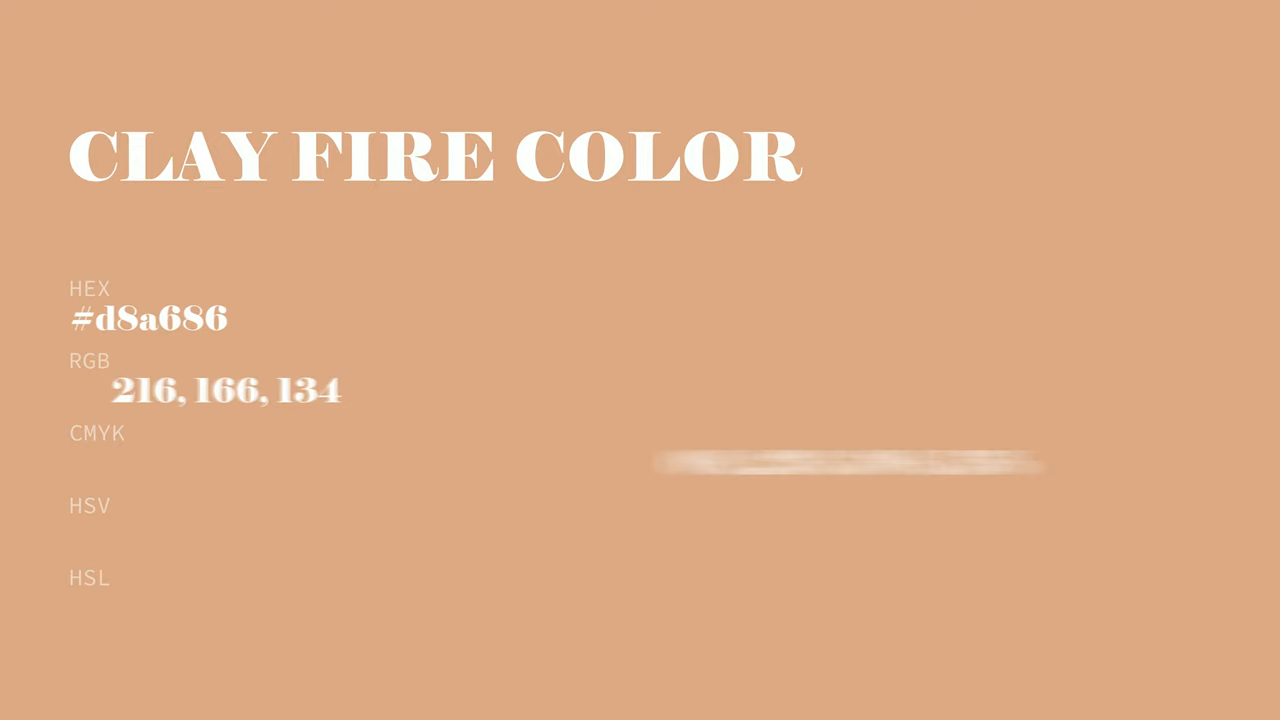 CLAY FIRE COLOR
HEX
#d8a686
RGB
216, 166, 134
CMYK
HSV
HSL